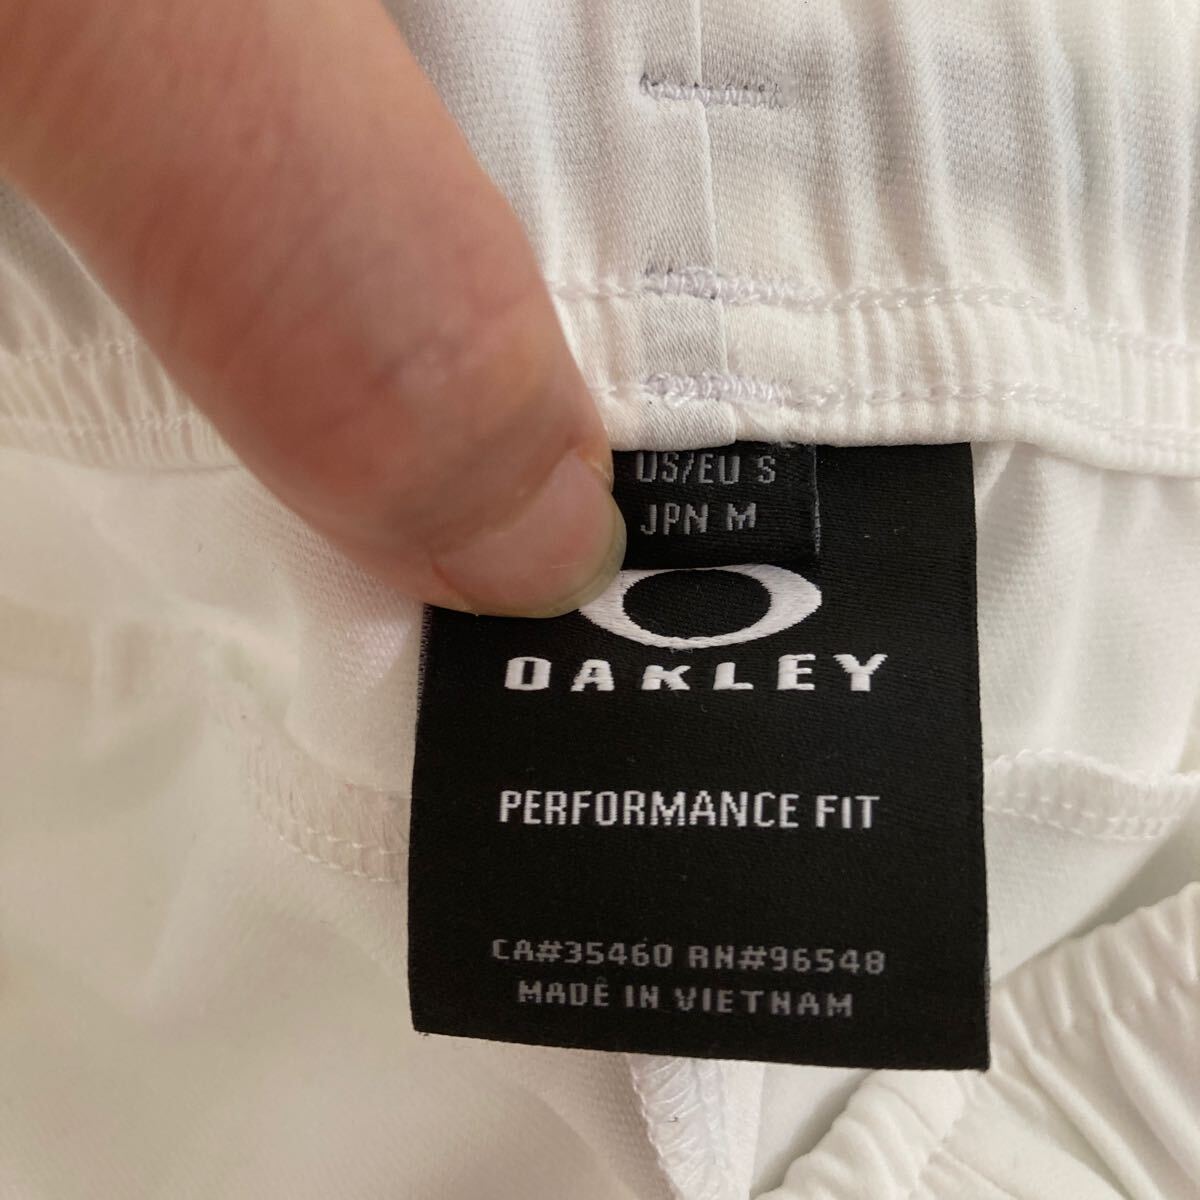 US/EU S
JPN M
OAKLEY
PERFORMANCE FIT
CA#35460 RN#96548
MADE IN VIETNAM